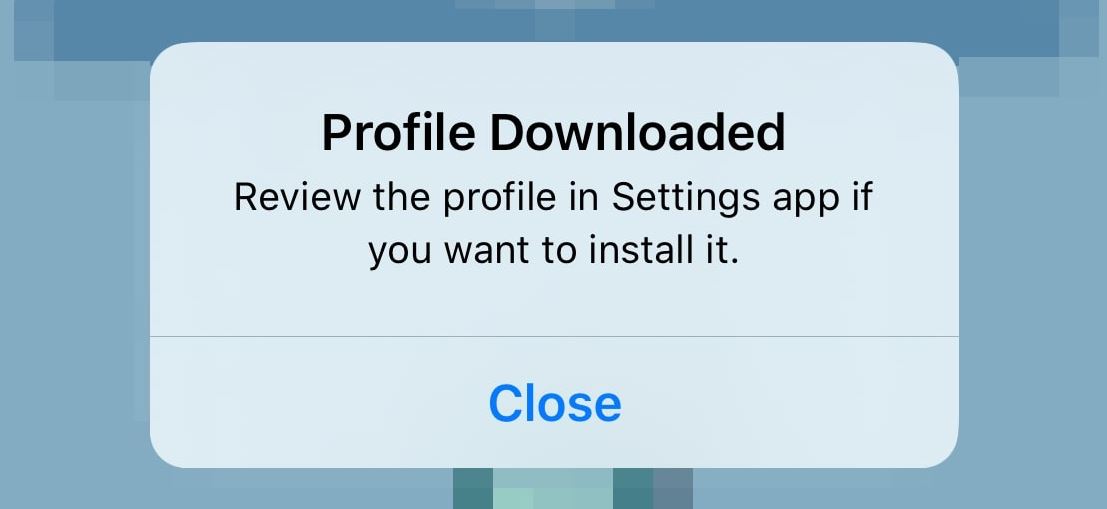 Profile Downloaded
Review the profile in Settings app if
you want to install it.
Close